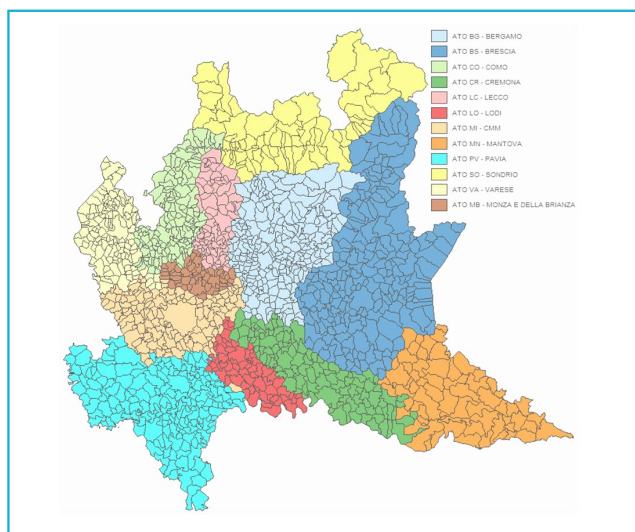 ATO BG - BERGAMO
ATO BS - BRESCIA
ATO CO - COMO
ATO CR - CREMONA
ATO LC - LECCO
ATO LO - LODI
ATO MI - CMM
ATO MN - MANTOVA
ATO PV - PAVIA
ATO SO - SONDRIO
ATO VA - VARESE
ATO MB - MONZA E DELLA BRIANZA